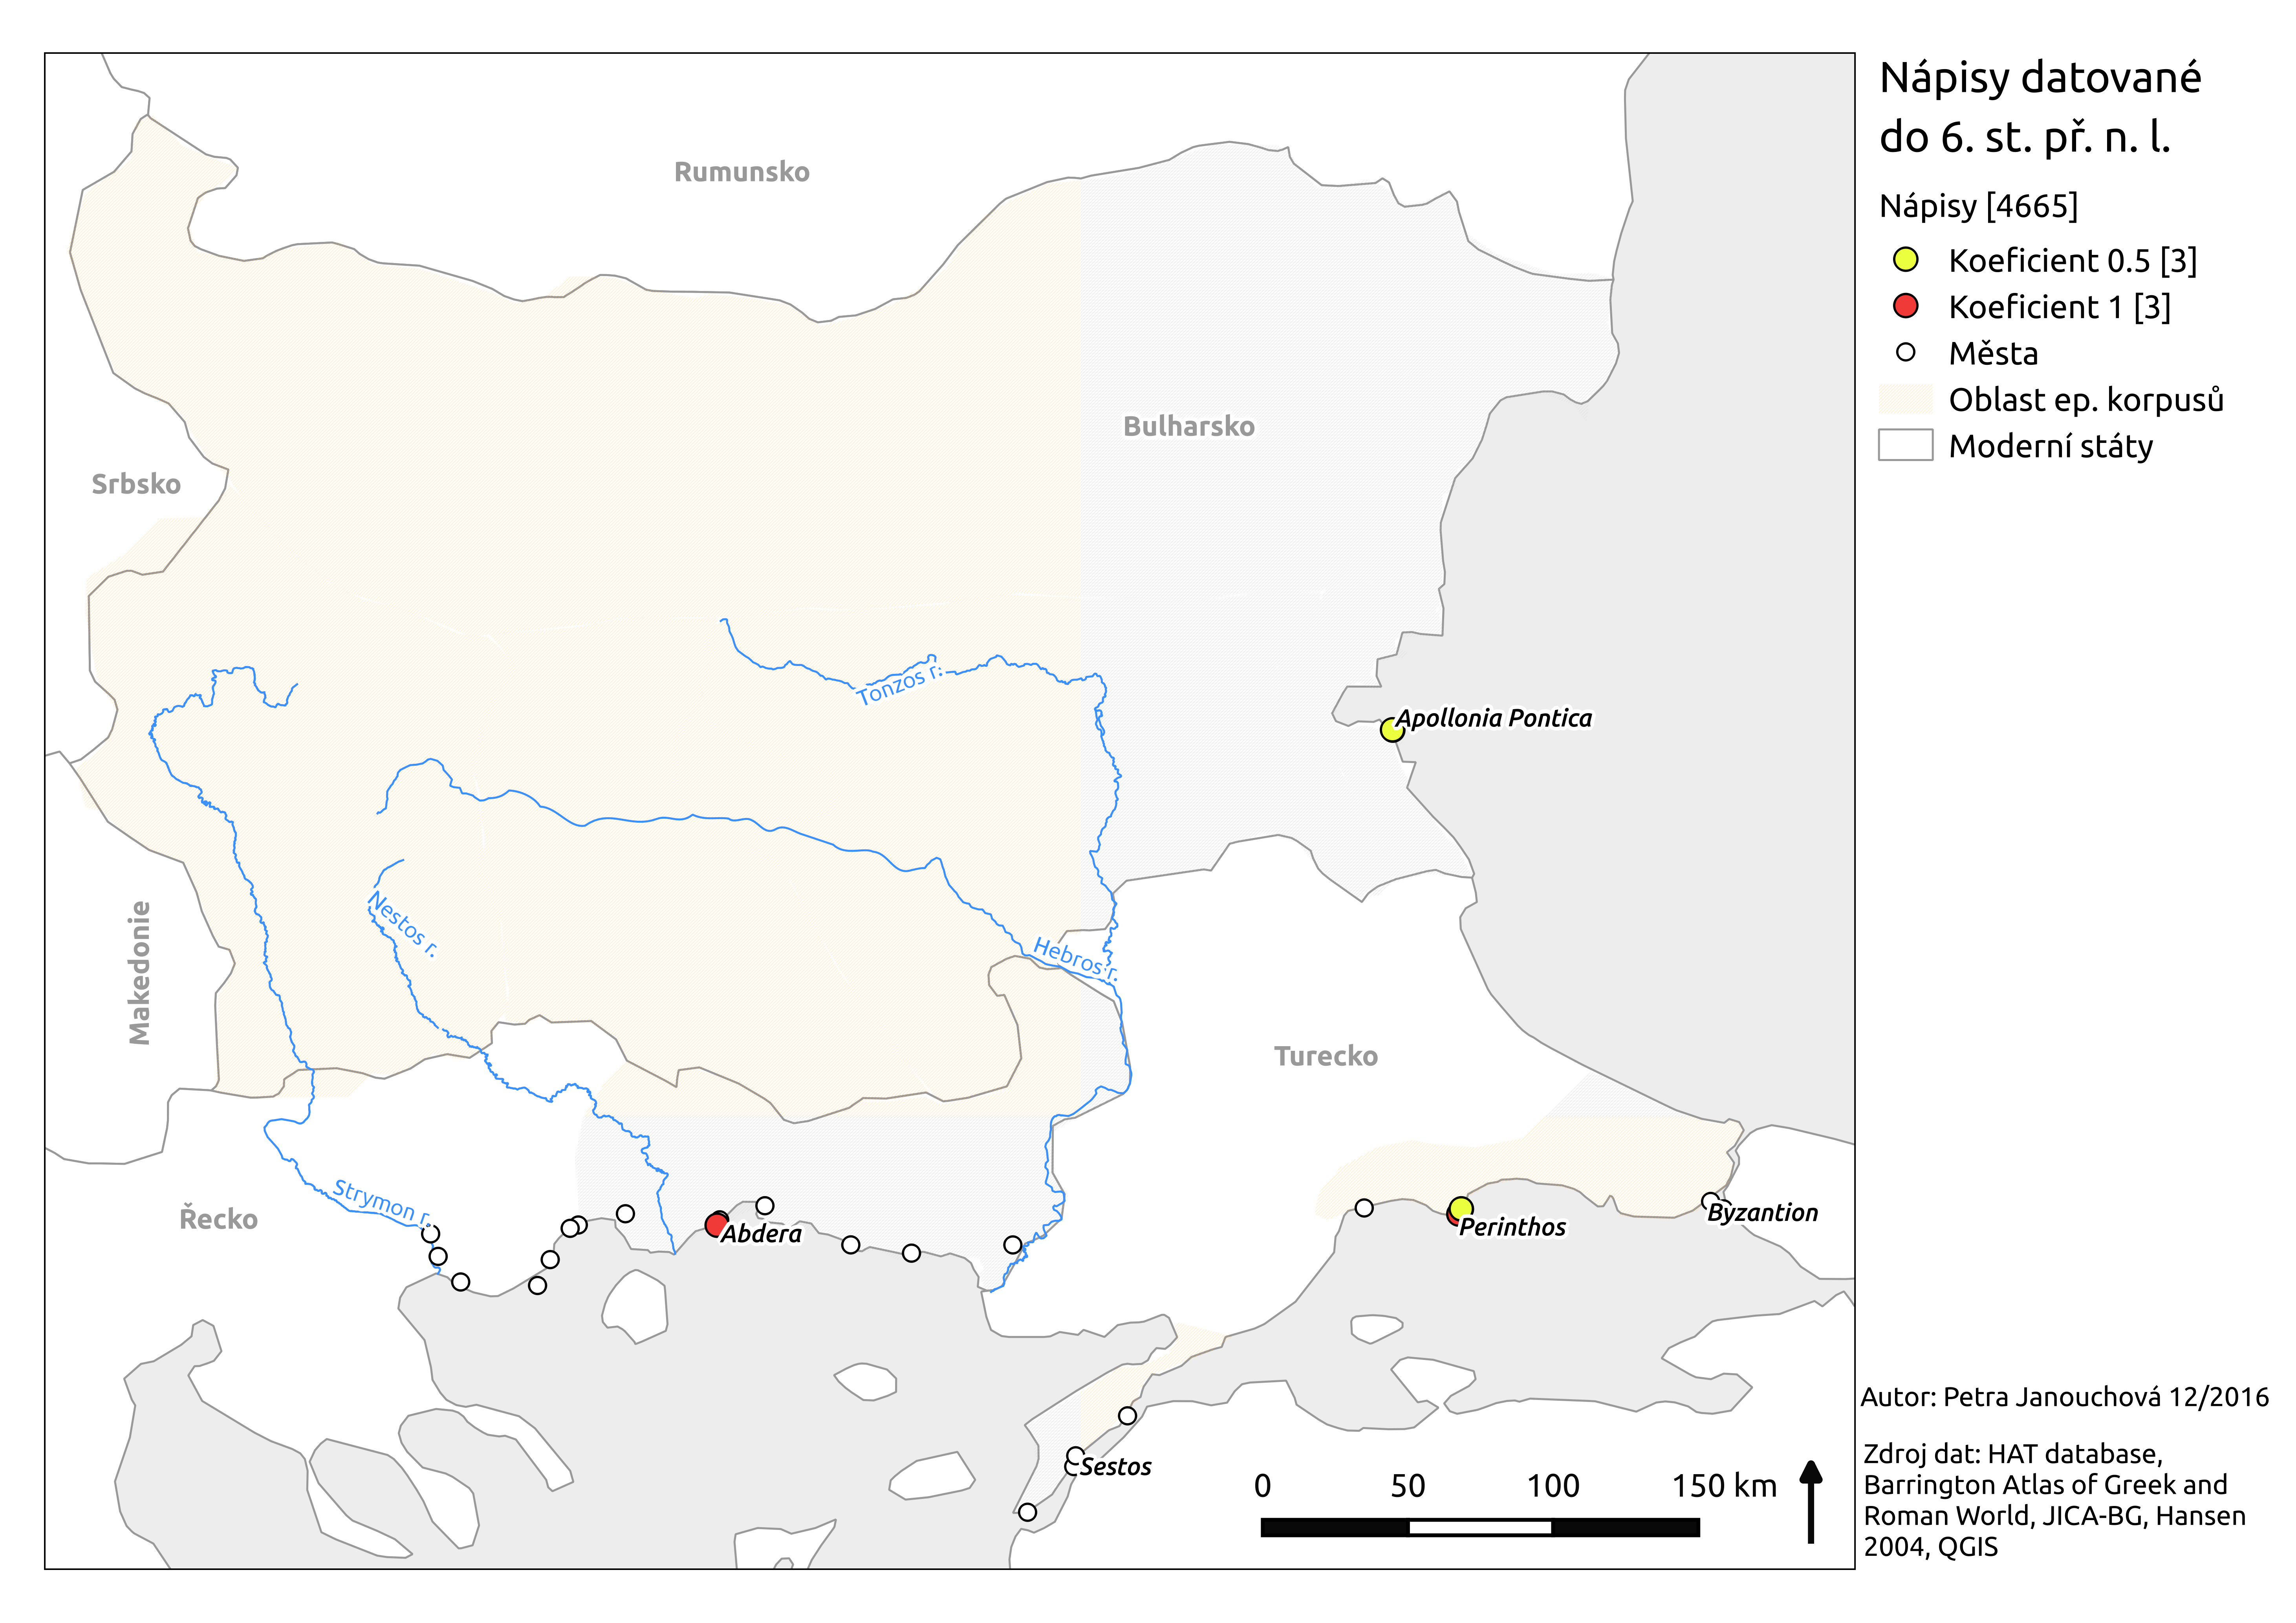 Nápisy datované
do 6. st. př. n. l.
Nápisy [4665]
Koeficient 0.5 [3]
Koeficient 1 [3]
Města
Oblast ep. korpusů
Moderní státy
Rumunsko
Bulharsko
Srbsko
Tonzos r.
Apollonia Pontica
Nestos r.
Makedonie
Hebros r.
Turecko
Strymon r.
Řecko
Abdera
Perinthos
Byzantion
Sestos
0 50 100 150 km
Autor: Petra Janouchová 12/2016
Zdroj dat: HAT database,
Barrington Atlas of Greek and
Roman World, JICA-BG, Hansen
2004, QGIS